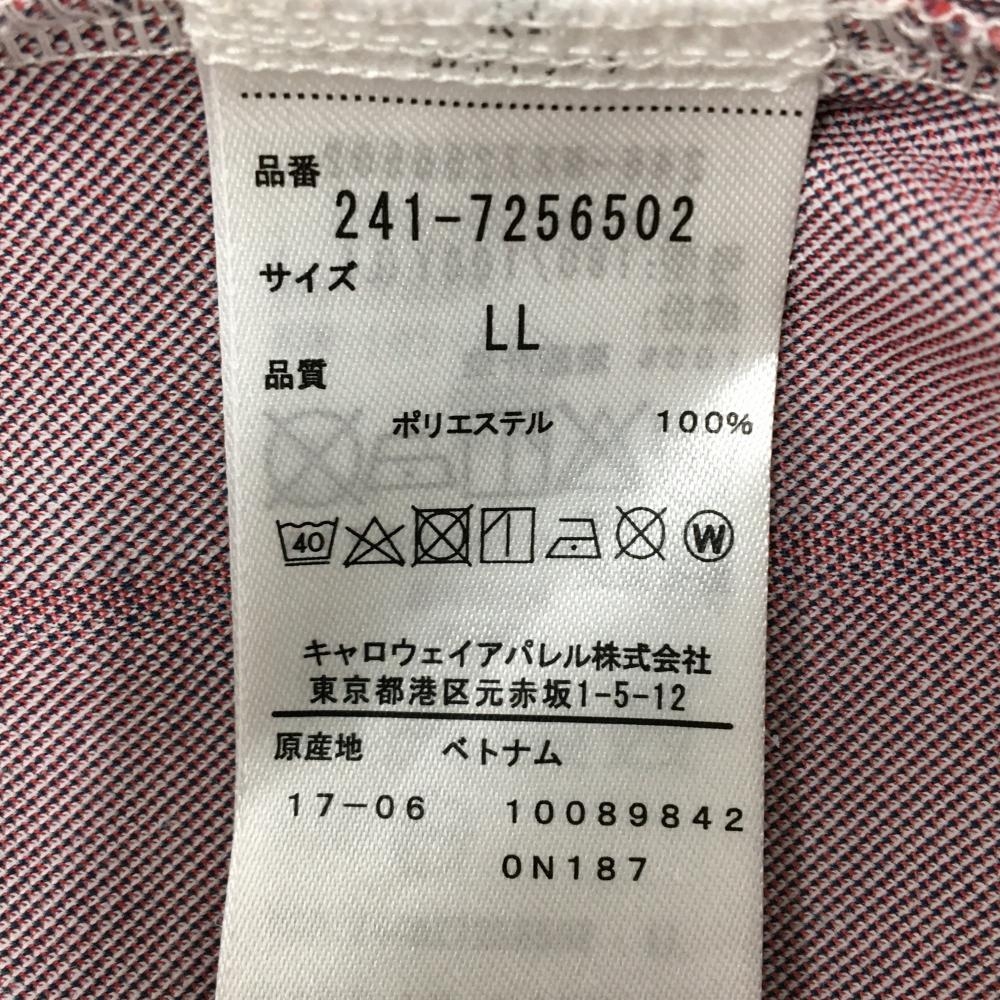 品番
241-7256502
サイズ
LL
品質
ポリエステル 100%
40 W
キャロウェイアパレル株式会社
東京都港区元赤坂1-5-12
原産地 ベトナム
17-06 10089842
0N187